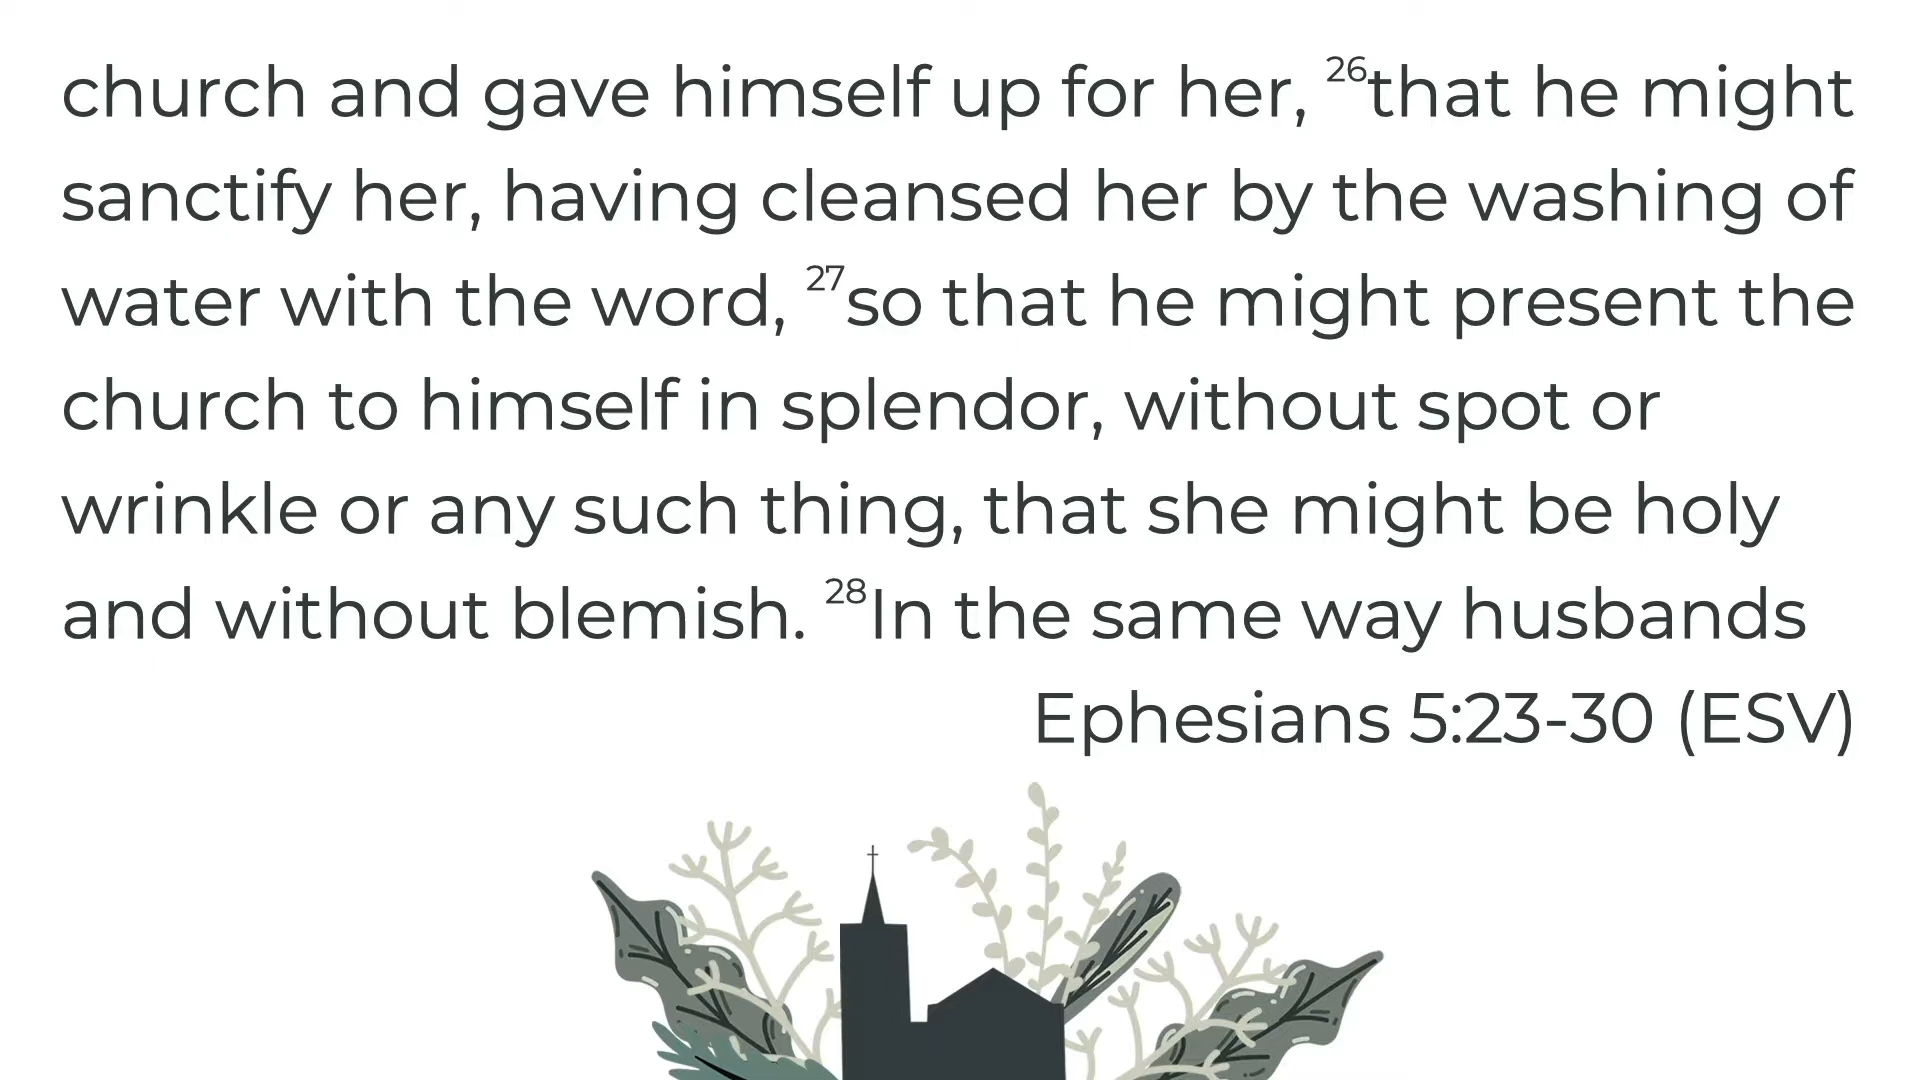 church and gave himself up for her, 26that he might
sanctify her, having cleansed her by the washing of
water with the word, 27so that he might present the
church to himself in splendor, without spot or
wrinkle or any such thing, that she might be holy
and without blemish. 28In the same way husbands
Ephesians 5:23-30 (ESV)